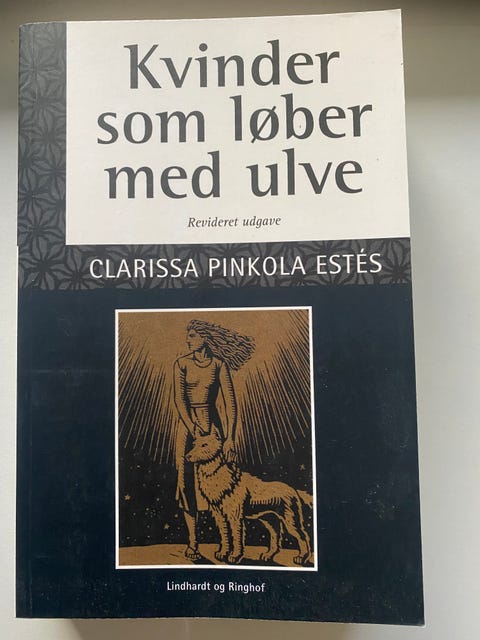 Kvinder
som løber
med ulve
Revideret udgave
CLARISSA PINKOLA ESTÉS
Lindhardt og Ringhof